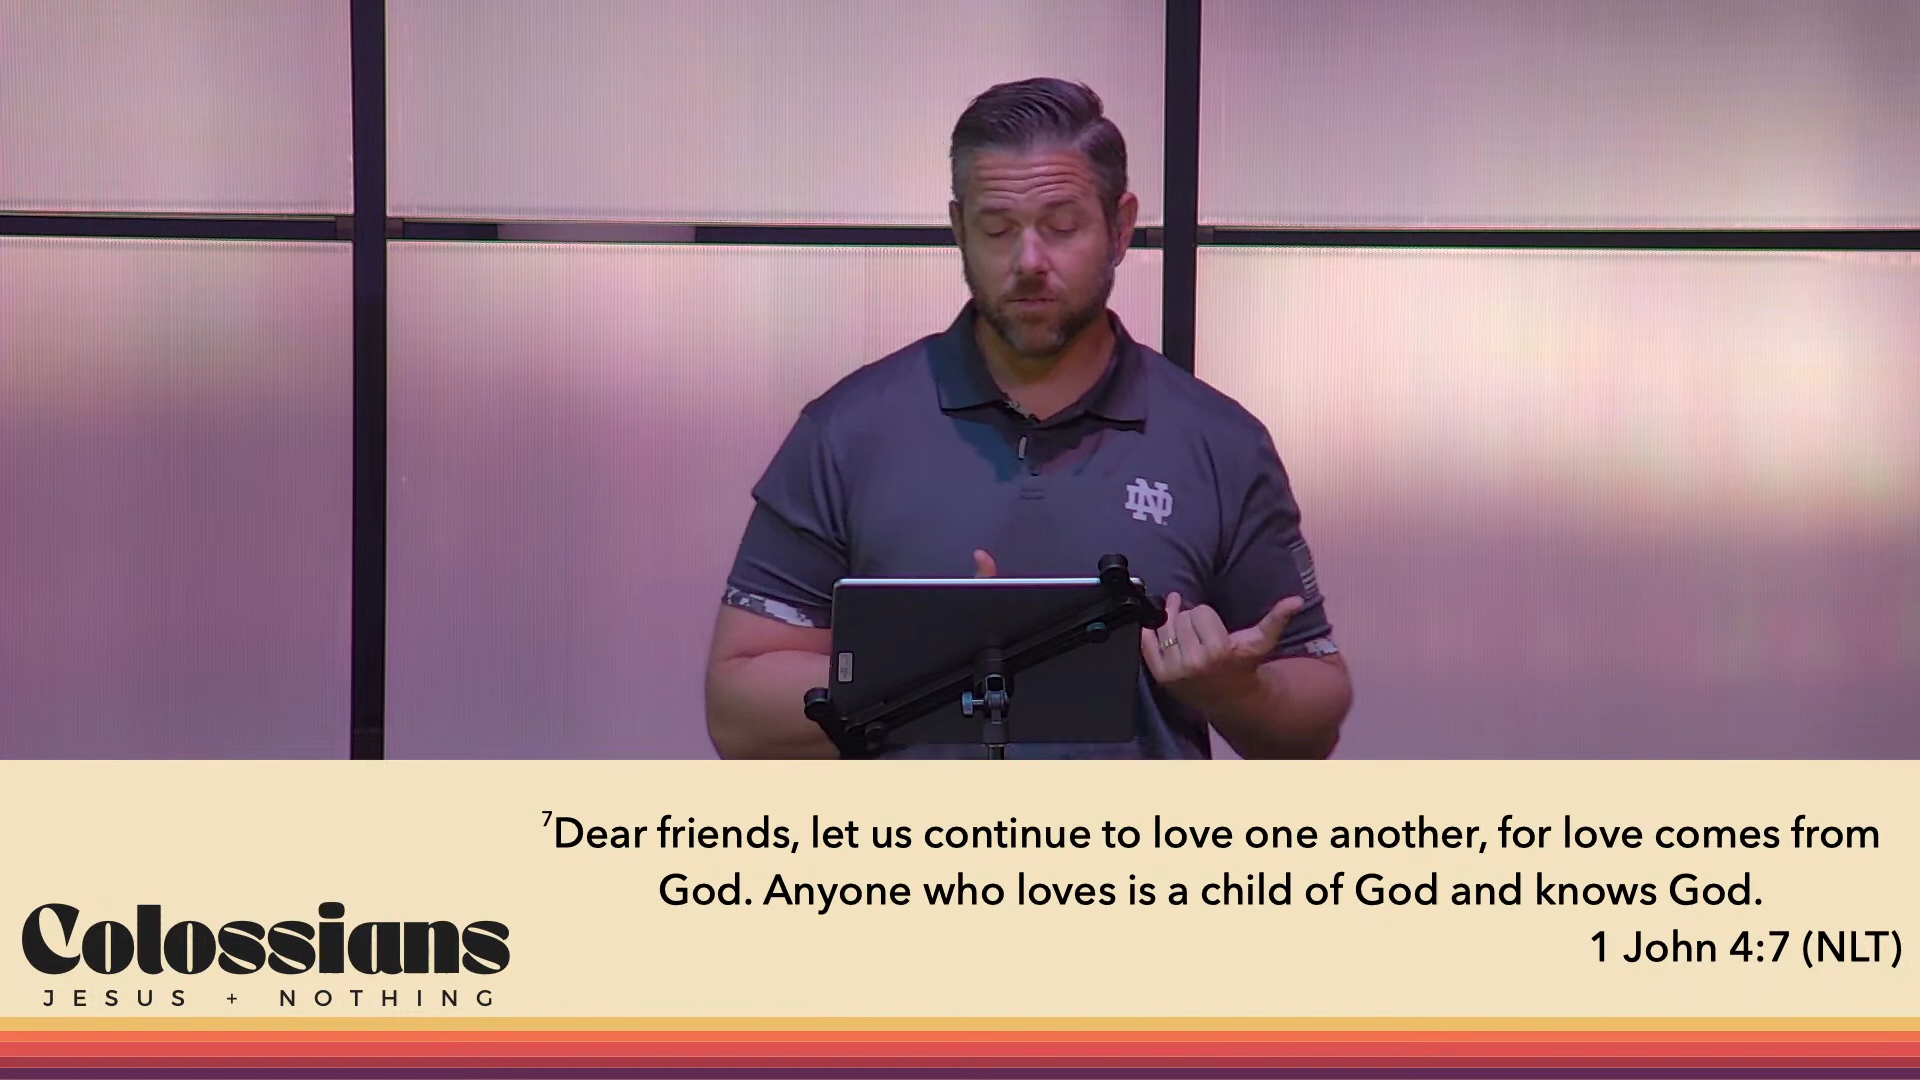 ND
⁷Dear friends, let us continue to love one another, for love comes from
God. Anyone who loves is a child of God and knows God.
1 John 4:7 (NLT)
Colossians
JESUS + NOTHING